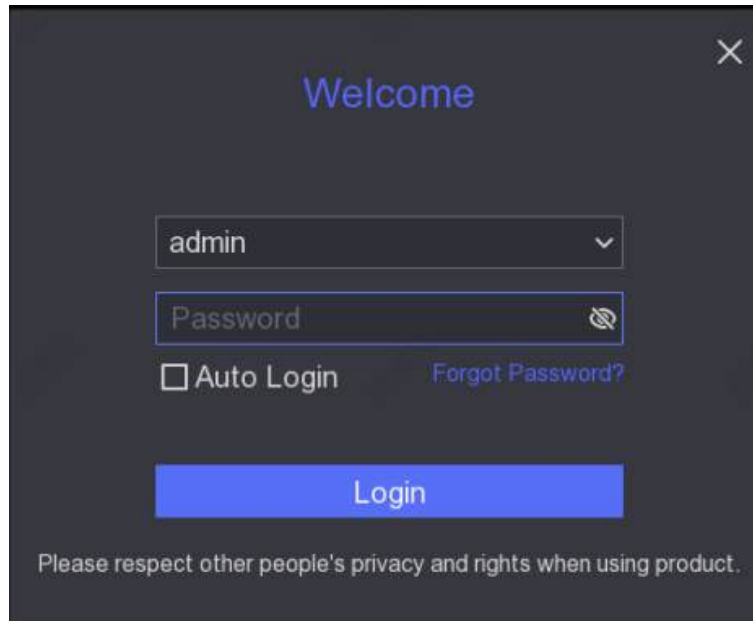 Welcome
admin
Password
Auto Login
Forgot Password?
Login
Please respect other people's privacy and rights when using product.